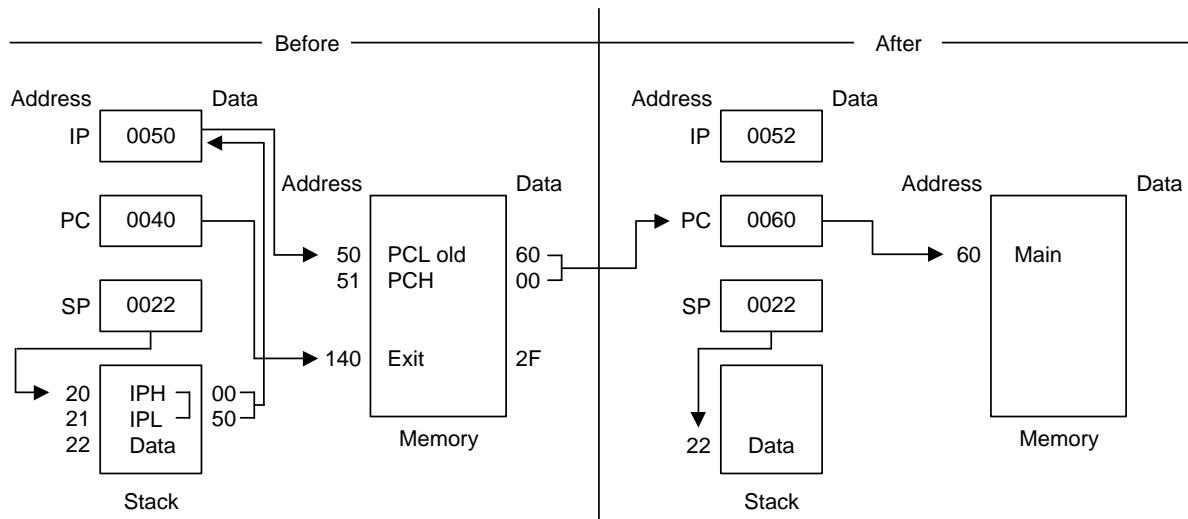 Before
Address Data
IP 0050
PC 0040
SP 0022
20 IPH 00
21 IPL 50
22 Data
Stack
Address Data
50 PCL old 60
51 PCH 00
140 Exit 2F
Memory
After
Address Data
IP 0052
PC 0060
SP 0022
22 Data
Stack
Address Data
60 Main
Memory